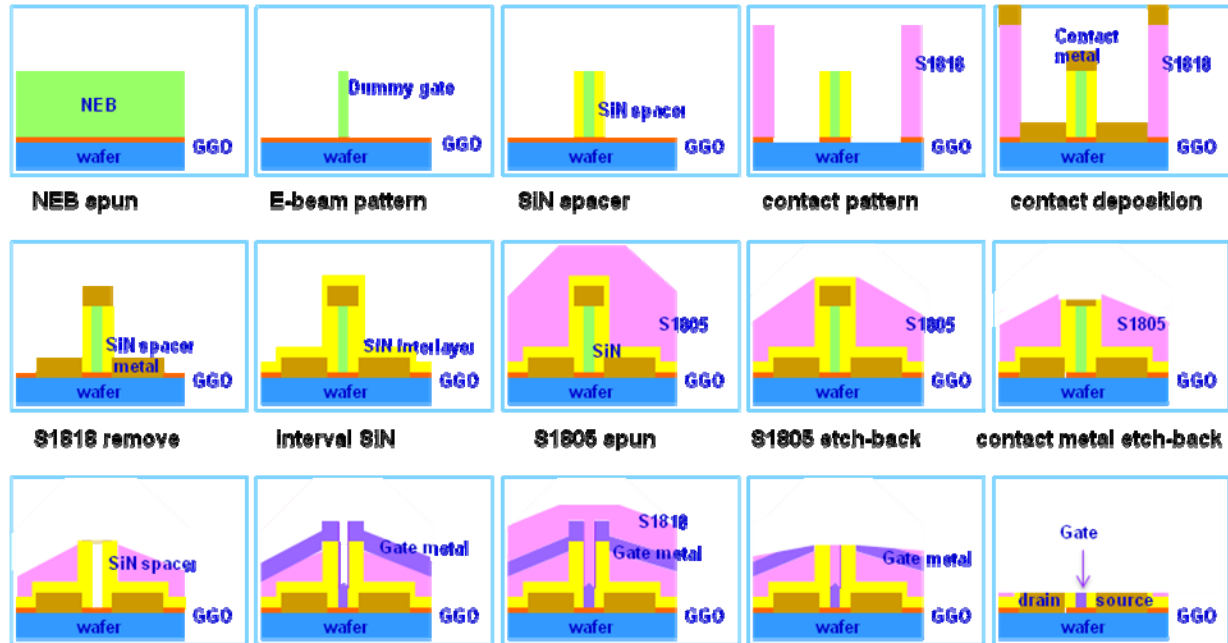 NEB
GGO
wafer
NEB spun
Dummy gate
GGO
wafer
E-beam pattern
SiN spacer
GGO
wafer
SiN spacer
S1818
GGO
wafer
contact pattern
Contact
metal
S1818
GGO
wafer
contact deposition
SiN spacer
metal
GGO
wafer
S1818 remove
SiN interlayer
GGO
wafer
interval SiN
S1805
SiN
GGO
wafer
S1805 spun
S1805
GGO
wafer
S1805 etch-back
S1805
GGO
wafer
contact metal etch-back
SiN spacer
GGO
wafer
Gate metal
GGO
wafer
S1818
Gate metal
GGO
wafer
Gate metal
GGO
wafer
Gate
drain
source
GGO
wafer